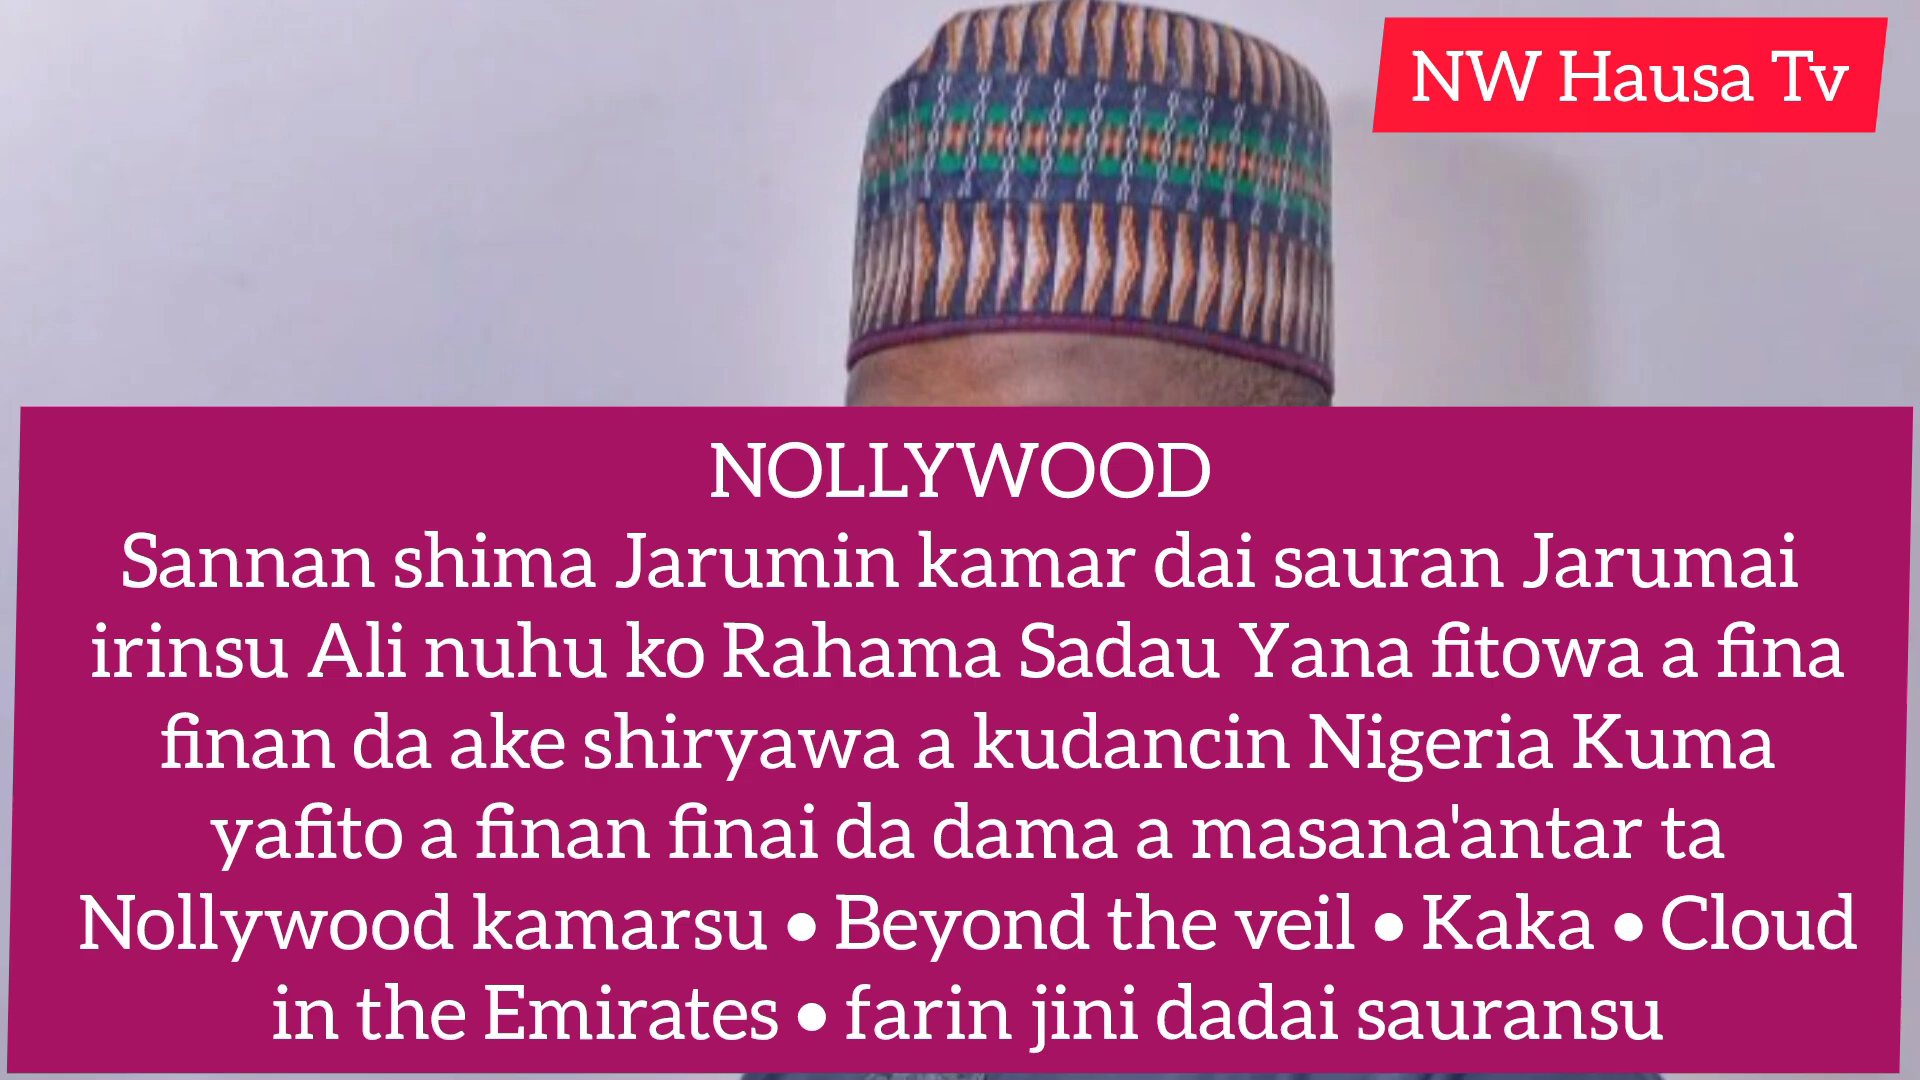 NW Hausa Tv
NOLLYWOOD
Sannan shima Jarumin kamar dai sauran Jarumai
irinsu Ali nuhu ko Rahama Sadau Yana fitowa a fina
finan da ake shiryawa a kudancin Nigeria Kuma
yafito a finan finai da dama a masana'antar ta
Nollywood kamarsu • Beyond the veil • Kaka • Cloud
in the Emirates • farin jini dadai sauransu